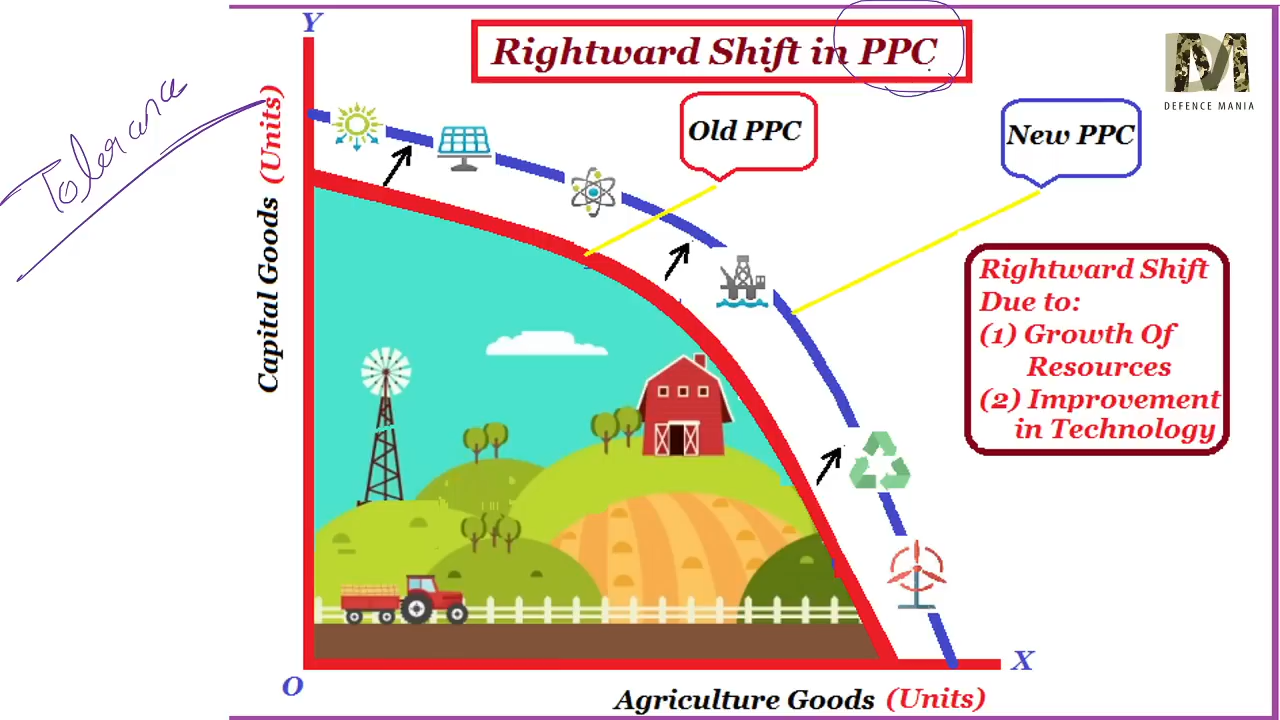 Y
Rightward Shift in PPC
DM
DEFENCE MANIA
Tolerance
Old PPC
New PPC
Capital Goods (Units)
Rightward Shift
Due to:
(1) Growth Of
Resources
(2) Improvement
in Technology
O
X
Agriculture Goods (Units)